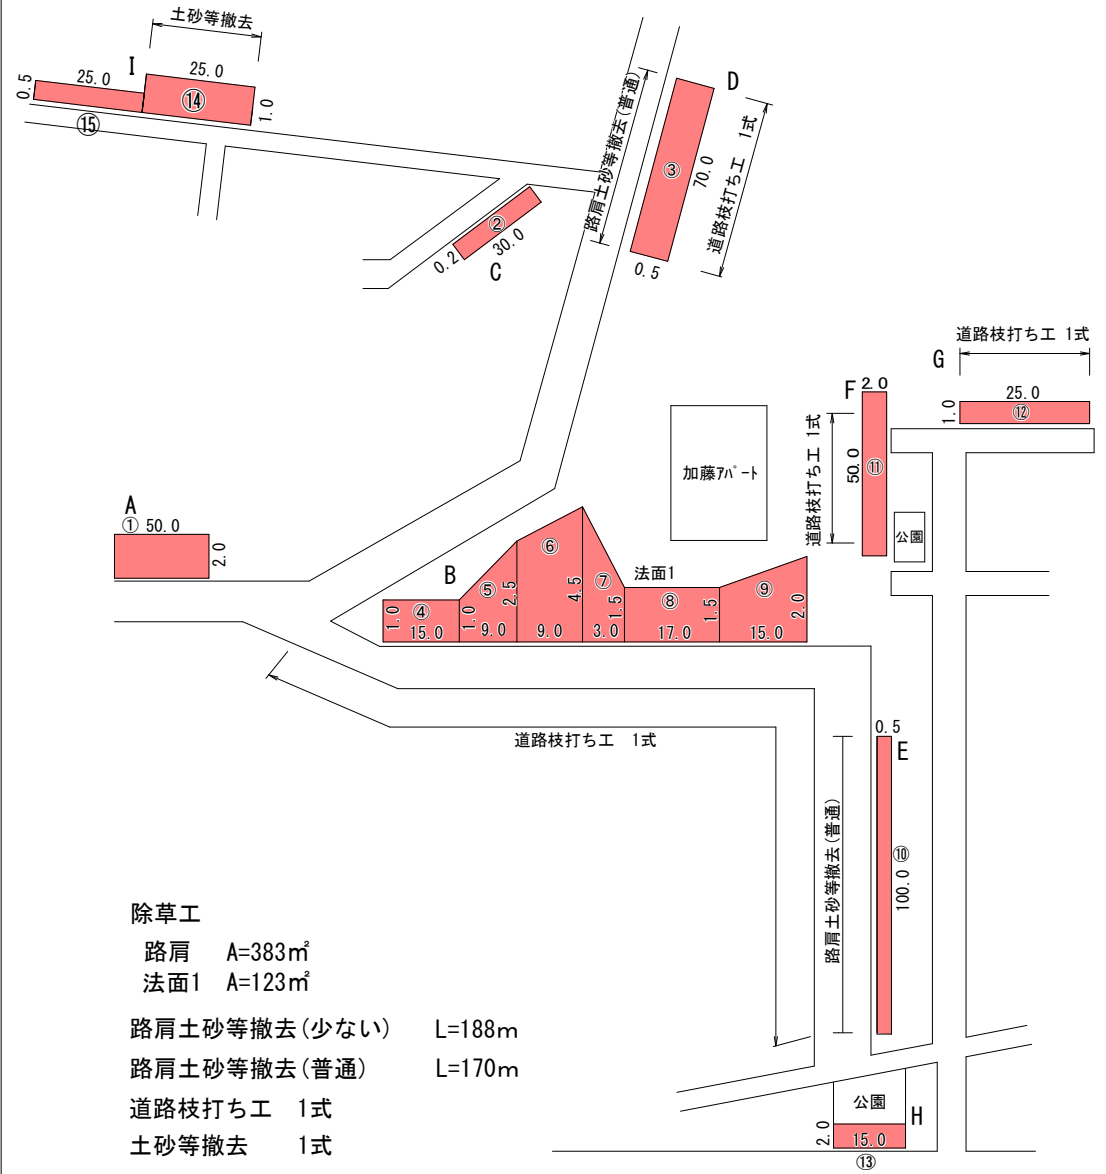 土砂等撤去
I
25.0
25.0
0.5
⑭
1.0
⑮
路肩土砂等撤去(普通)
D
③
70.0
道路枝打ち工 1式
0.5
②
30.0
0.2
C
道路枝打ち工 1式
G
25.0
1.0
⑫
F
2.0
道路枝打ち工 1式
50.0
⑪
公園
加藤アパート
A
① 50.0
2.0
B
法面1
④
1.0
15.0
⑤
1.0
9.0
2.5
⑥
9.0
4.5
⑦
3.0
1.5
⑧
17.0
1.5
⑨
15.0
2.0
道路枝打ち工 1式
0.5
E
路肩土砂等撤去(普通)
⑩
100.0
除草工
路肩 A=383㎡
法面1 A=123㎡
路肩土砂等撤去(少ない) L=188m
路肩土砂等撤去(普通) L=170m
道路枝打ち工 1式
土砂等撤去 1式
公園
H
2.0
15.0
⑬